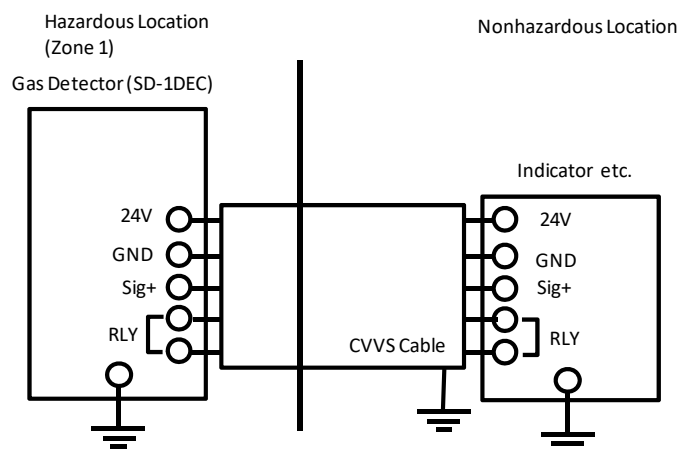 Hazardous Location
(Zone 1)
Nonhazardous Location
Gas Detector (SD-1DEC)
Indicator etc.
24V
GND
Sig+
RLY
CVVS Cable
24V
GND
Sig+
RLY